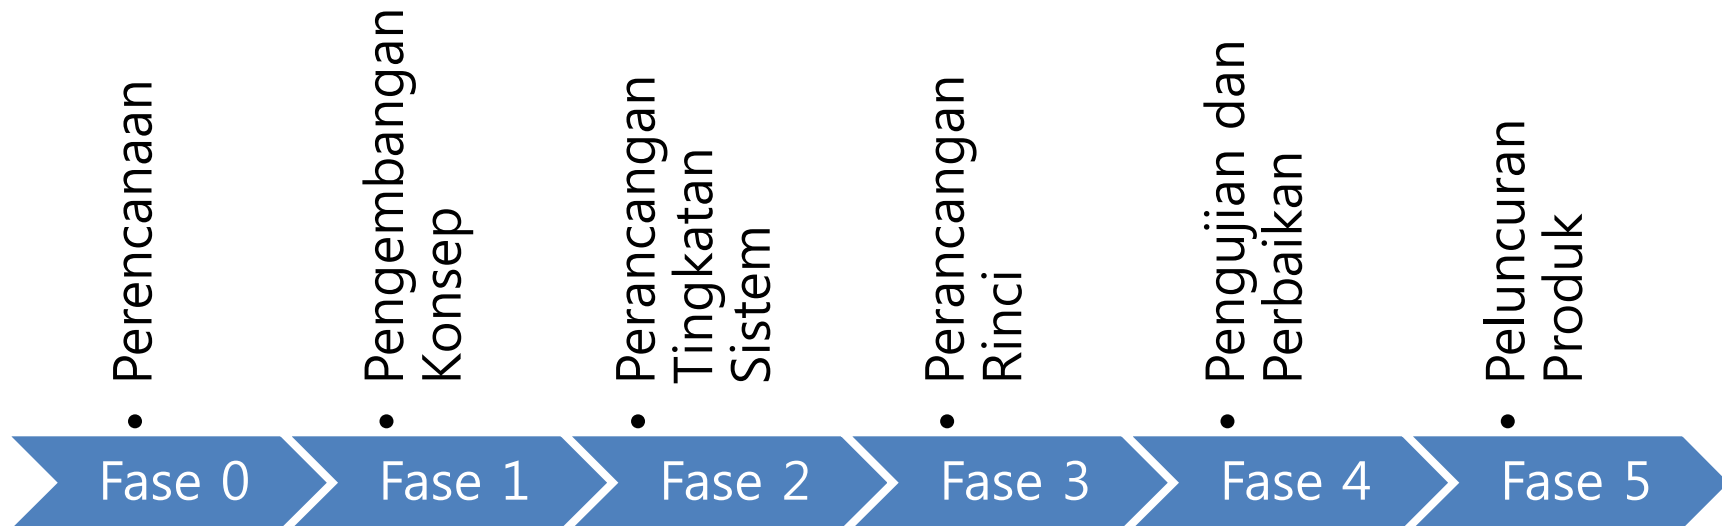 • Perencanaan
• Pengembangan
Konsep
• Perancangan
Tingkatan
Sistem
• Perancangan
Rinci
• Pengujian dan
Perbaikan
• Peluncuran
Produk
Fase 0
Fase 1
Fase 2
Fase 3
Fase 4
Fase 5